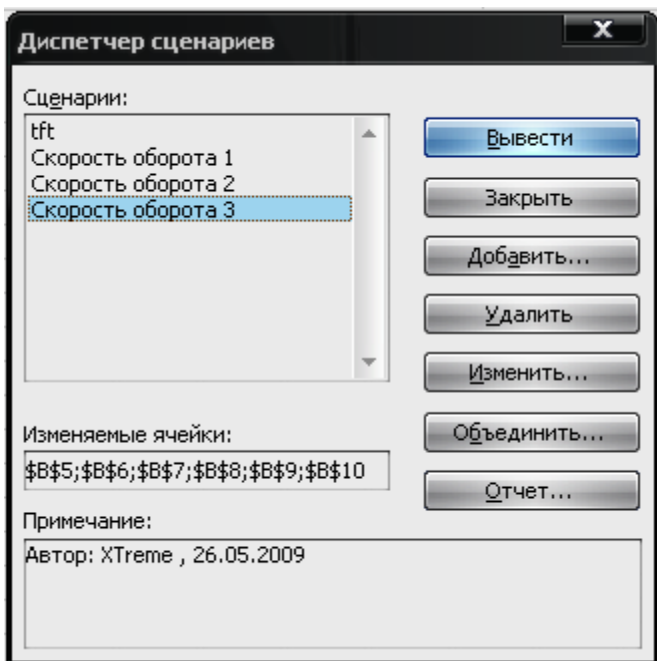 Диспетчер сценариев
X
Сценарии:
tft
Скорость оборота 1
Скорость оборота 2
Скорость оборота 3
Вывести
Закрыть
Добавить...
Удалить
Изменить...
Объединить...
Отчет...
Изменяемые ячейки:
$B$5;$B$6;$B$7;$B$8;$B$9;$B$10
Примечание:
Автор: XTreme , 26.05.2009